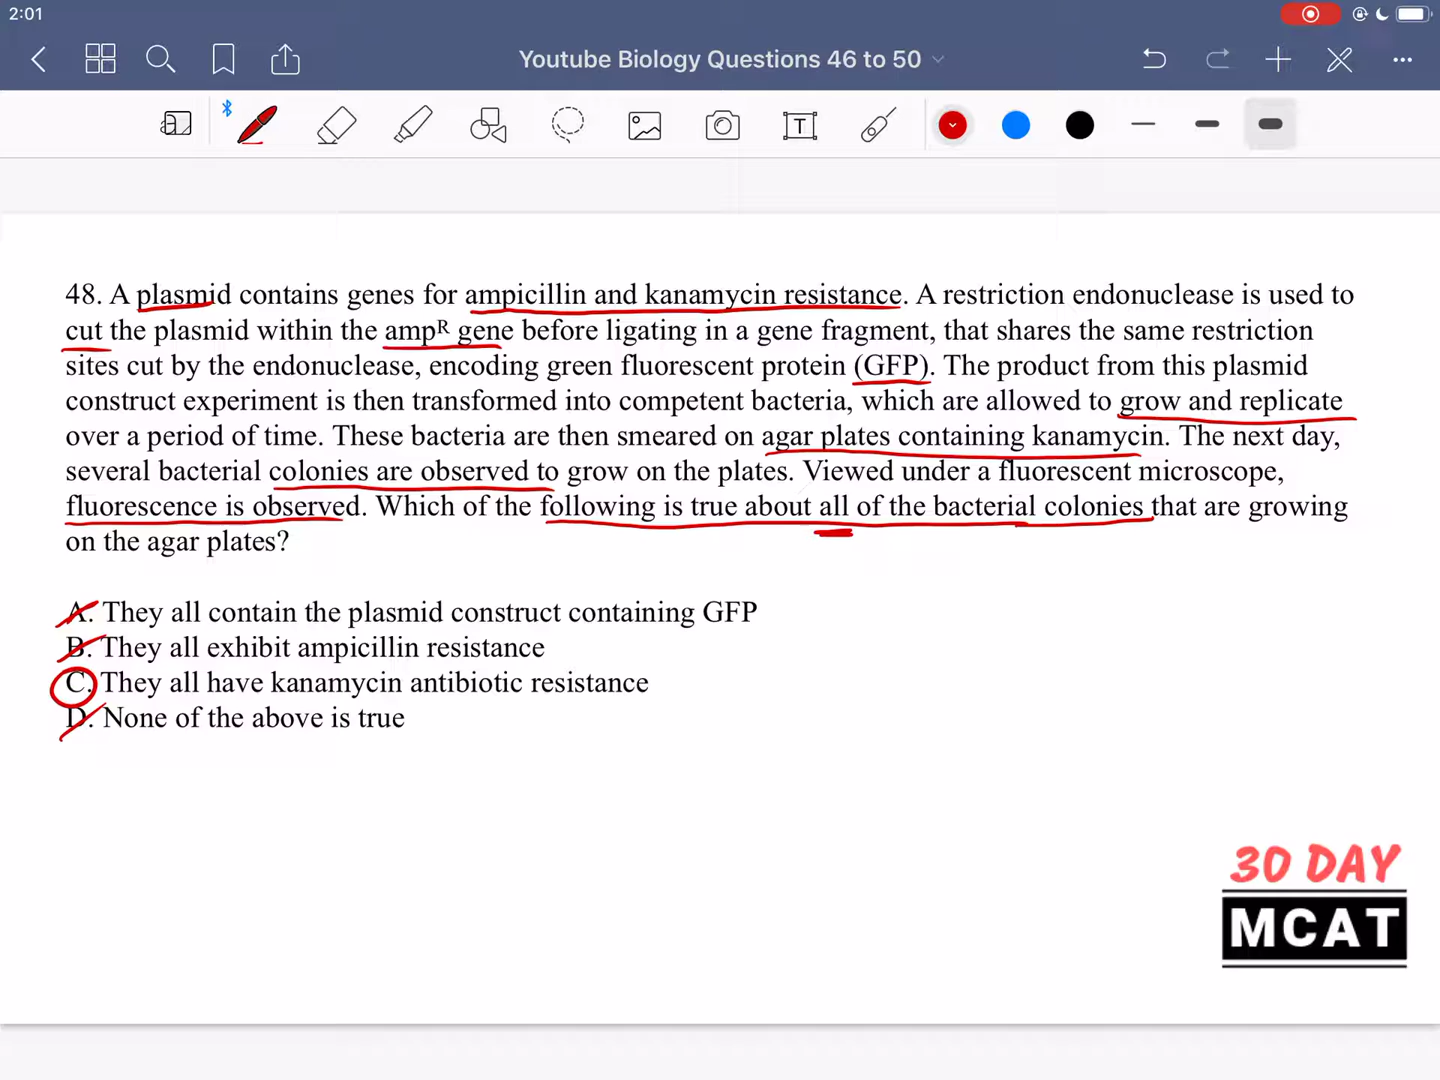 2:01
Youtube Biology Questions 46 to 50
T
48. A plasmid contains genes for ampicillin and kanamycin resistance. A restriction endonuclease is used to
cut the plasmid within the ampᴿ gene before ligating in a gene fragment, that shares the same restriction
sites cut by the endonuclease, encoding green fluorescent protein (GFP). The product from this plasmid
construct experiment is then transformed into competent bacteria, which are allowed to grow and replicate
over a period of time. These bacteria are then smeared on agar plates containing kanamycin. The next day,
several bacterial colonies are observed to grow on the plates. Viewed under a fluorescent microscope,
fluorescence is observed. Which of the following is true about all of the bacterial colonies that are growing
on the agar plates?
A. They all contain the plasmid construct containing GFP
B. They all exhibit ampicillin resistance
C. They all have kanamycin antibiotic resistance
D. None of the above is true
30 DAY
MCAT